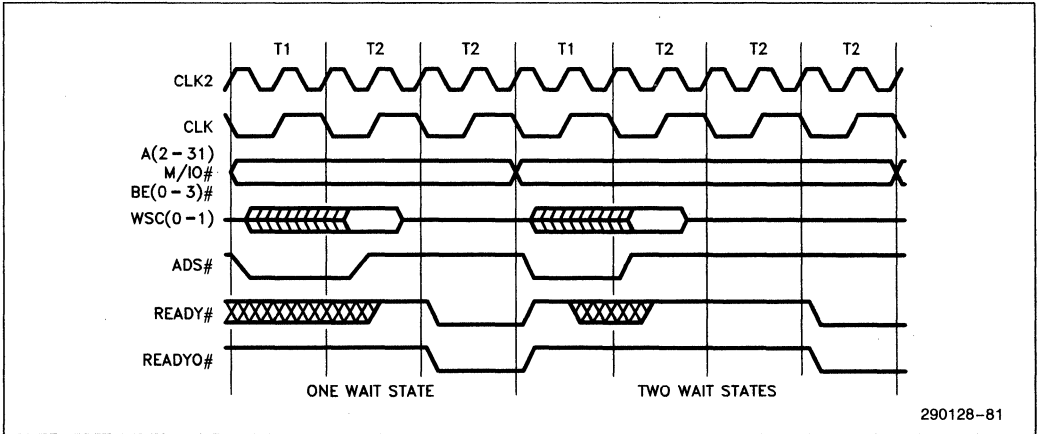 T1 T2 T2 T1 T2 T2 T2
CLK2
CLK
A(2-31)
M/IO#
BE(0-3)#
WSC(0-1)
ADS#
READY#
READYO#
ONE WAIT STATE TWO WAIT STATES
290128-81